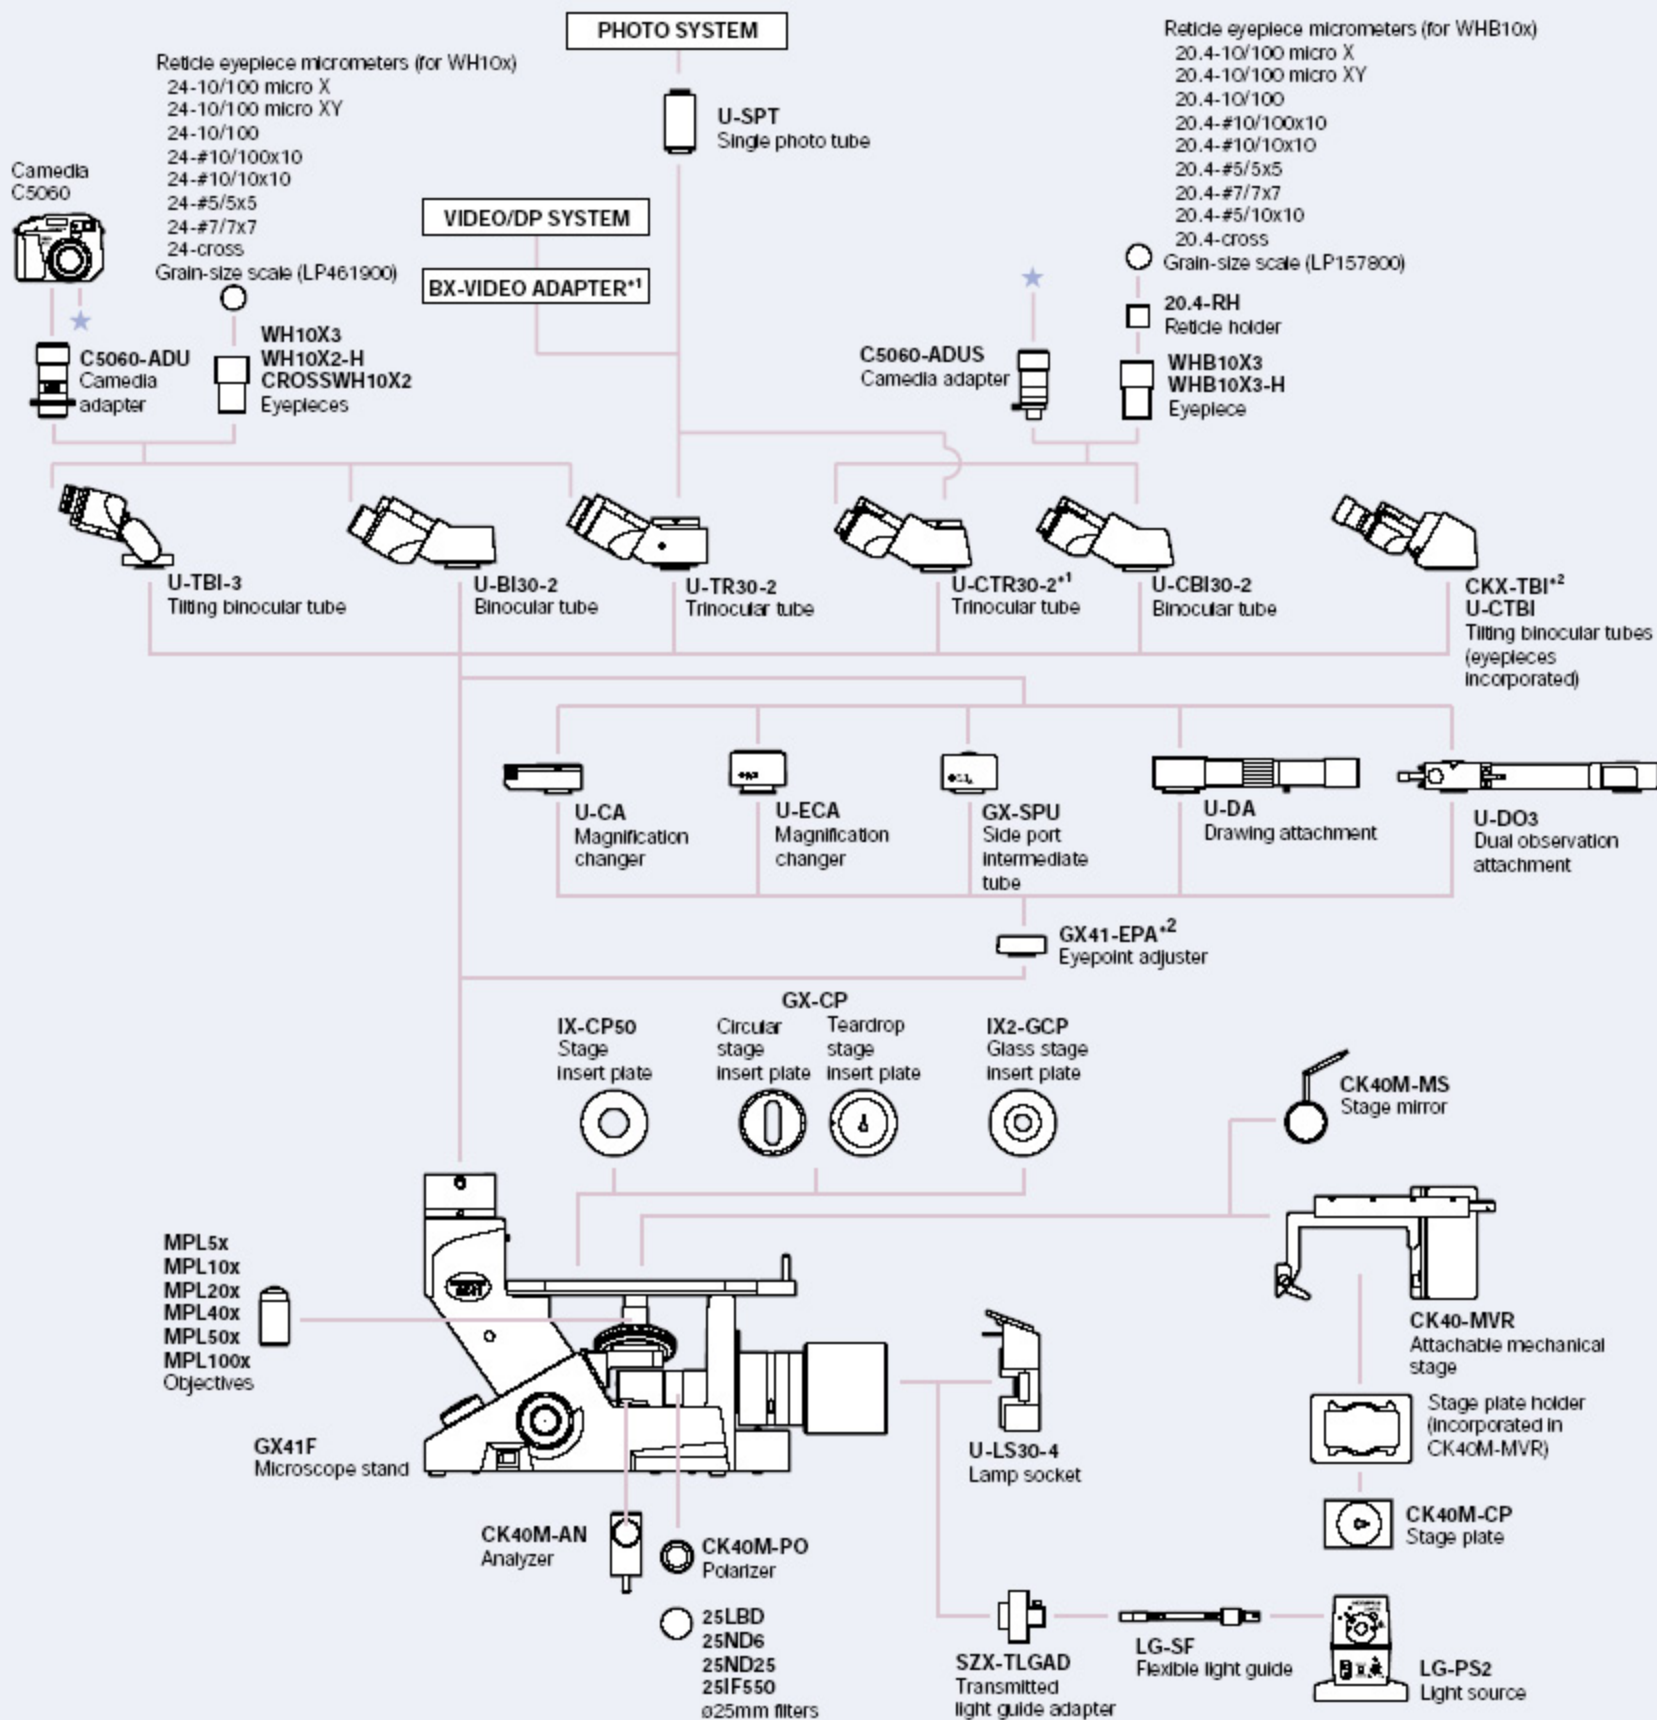 PHOTO SYSTEM
Reticle eyepiece micrometers (for WH10x)
24-10/100 micro X
24-10/100 micro XY
24-10/100
24-#10/100x10
24-#10/10x10
24-#5/5x5
24-#7/7x7
24-cross
Grain-size scale (LP461900)
Reticle eyepiece micrometers (for WHB10x)
20.4-10/100 micro X
20.4-10/100 micro XY
20.4-10/100
20.4-#10/100x10
20.4-#10/10x10
20.4-#5/5x5
20.4-#7/7x7
20.4-#5/10x10
20.4-cross
Grain-size scale (LP157800)
U-SPT
Single photo tube
Camedia
C5060
VIDEO/DP SYSTEM
BX-VIDEO ADAPTER*1
20.4-RH
Reticle holder
C5060-ADU
Camedia
adapter
WH10X3
WH10X2-H
CROSSWH10X2
Eyepieces
C5060-ADUS
Camedia adapter
WHB10X3
WHB10X3-H
Eyepiece
U-TBI-3
Tilting binocular tube
U-BI30-2
Binocular tube
U-TR30-2
Trinocular tube
U-CTR30-2*1
Trinocular tube
U-CBI30-2
Binocular tube
CKX-TBI*2
U-CTBI
Tilting binocular tubes
(eyepieces
incorporated)
U-CA
Magnification
changer
U-ECA
Magnification
changer
GX-SPU
Side port
intermediate
tube
U-DA
Drawing attachment
U-DO3
Dual observation
attachment
GX41-EPA*2
Eyepoint adjuster
IX-CP50
Stage
insert plate
GX-CP
Circular
stage
insert plate
Teardrop
stage
insert plate
IX2-GCP
Glass stage
insert plate
CK40M-MS
Stage mirror
MPL5x
MPL10x
MPL20x
MPL40x
MPL50x
MPL100x
Objectives
CK40-MVR
Attachable mechanical
stage
GX41F
Microscope stand
U-LS30-4
Lamp socket
Stage plate holder
(incorporated in
CK40M-MVR)
CK40M-AN
Analyzer
CK40M-PO
Polarizer
CK40M-CP
Stage plate
25LBD
25ND6
25ND25
25IF550
ø25mm filters
SZX-TLGAD
Transmitted
light guide adapter
LG-SF
Flexible light guide
LG-PS2
Light source